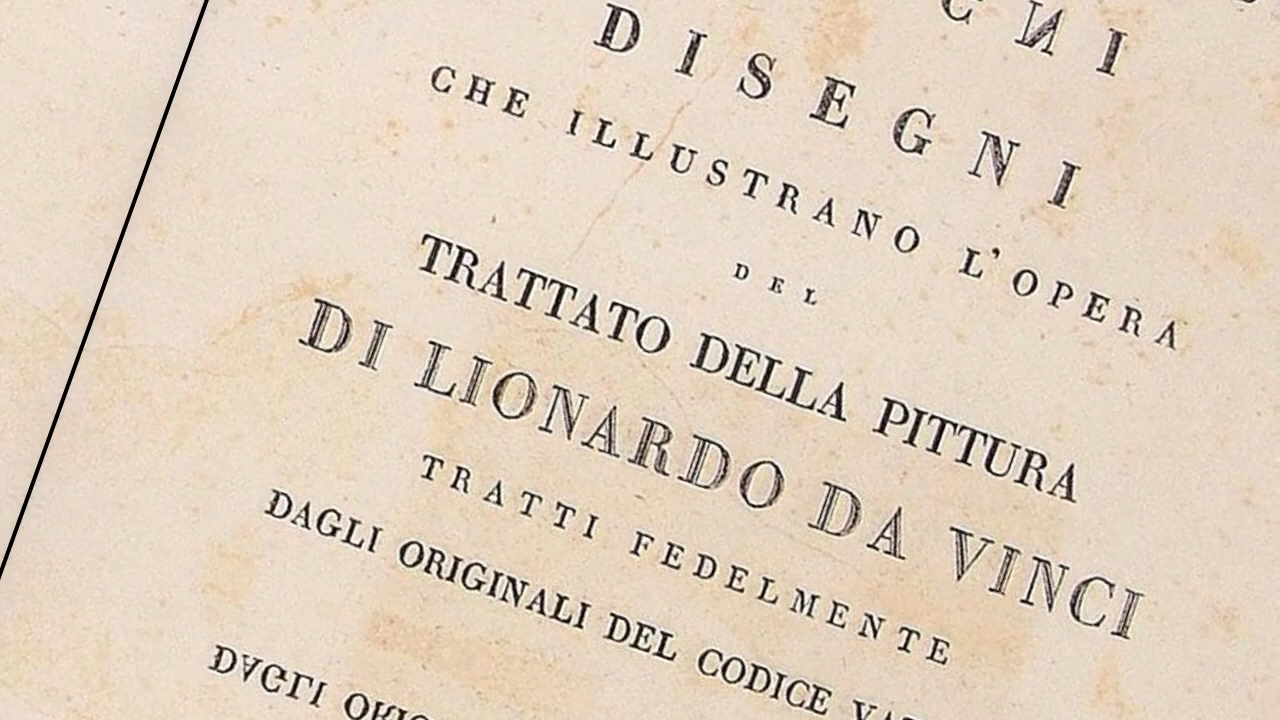 DISEGNI
CHE ILLUSTRANO L'OPERA
DEL
TRATTATO DELLA PITTURA
DI LIONARDO DA VINCI
TRATTI FEDELMENTE
DAGLI ORIGINALI DEL CODICE